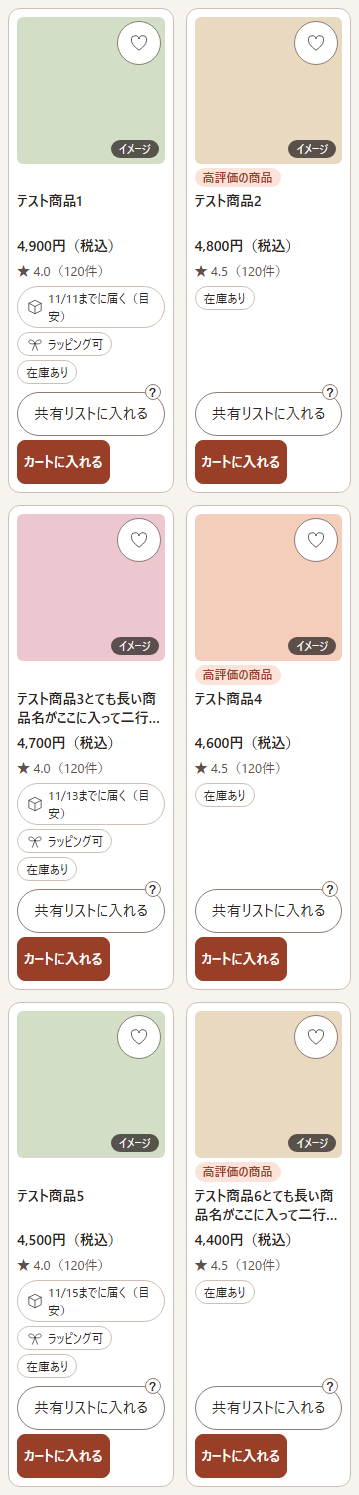 イメージ
テスト商品1
4,900円（税込）
★ 4.0（120件）
11/11までに届く（目
安）
ラッピング可
在庫あり
?
共有リストに入れる
カートに入れる
イメージ
高評価の商品
テスト商品2
4,800円（税込）
★ 4.5（120件）
在庫あり
?
共有リストに入れる
カートに入れる
イメージ
テスト商品3とても長い商
品名がここに入って二行...
4,700円（税込）
★ 4.0（120件）
11/13までに届く（目
安）
ラッピング可
在庫あり
?
共有リストに入れる
カートに入れる
イメージ
高評価の商品
テスト商品4
4,600円（税込）
★ 4.5（120件）
在庫あり
?
共有リストに入れる
カートに入れる
イメージ
テスト商品5
4,500円（税込）
★ 4.0（120件）
11/15までに届く（目
安）
ラッピング可
在庫あり
?
共有リストに入れる
カートに入れる
イメージ
高評価の商品
テスト商品6とても長い商
品名がここに入って二行...
4,400円（税込）
★ 4.5（120件）
在庫あり
?
共有リストに入れる
カートに入れる